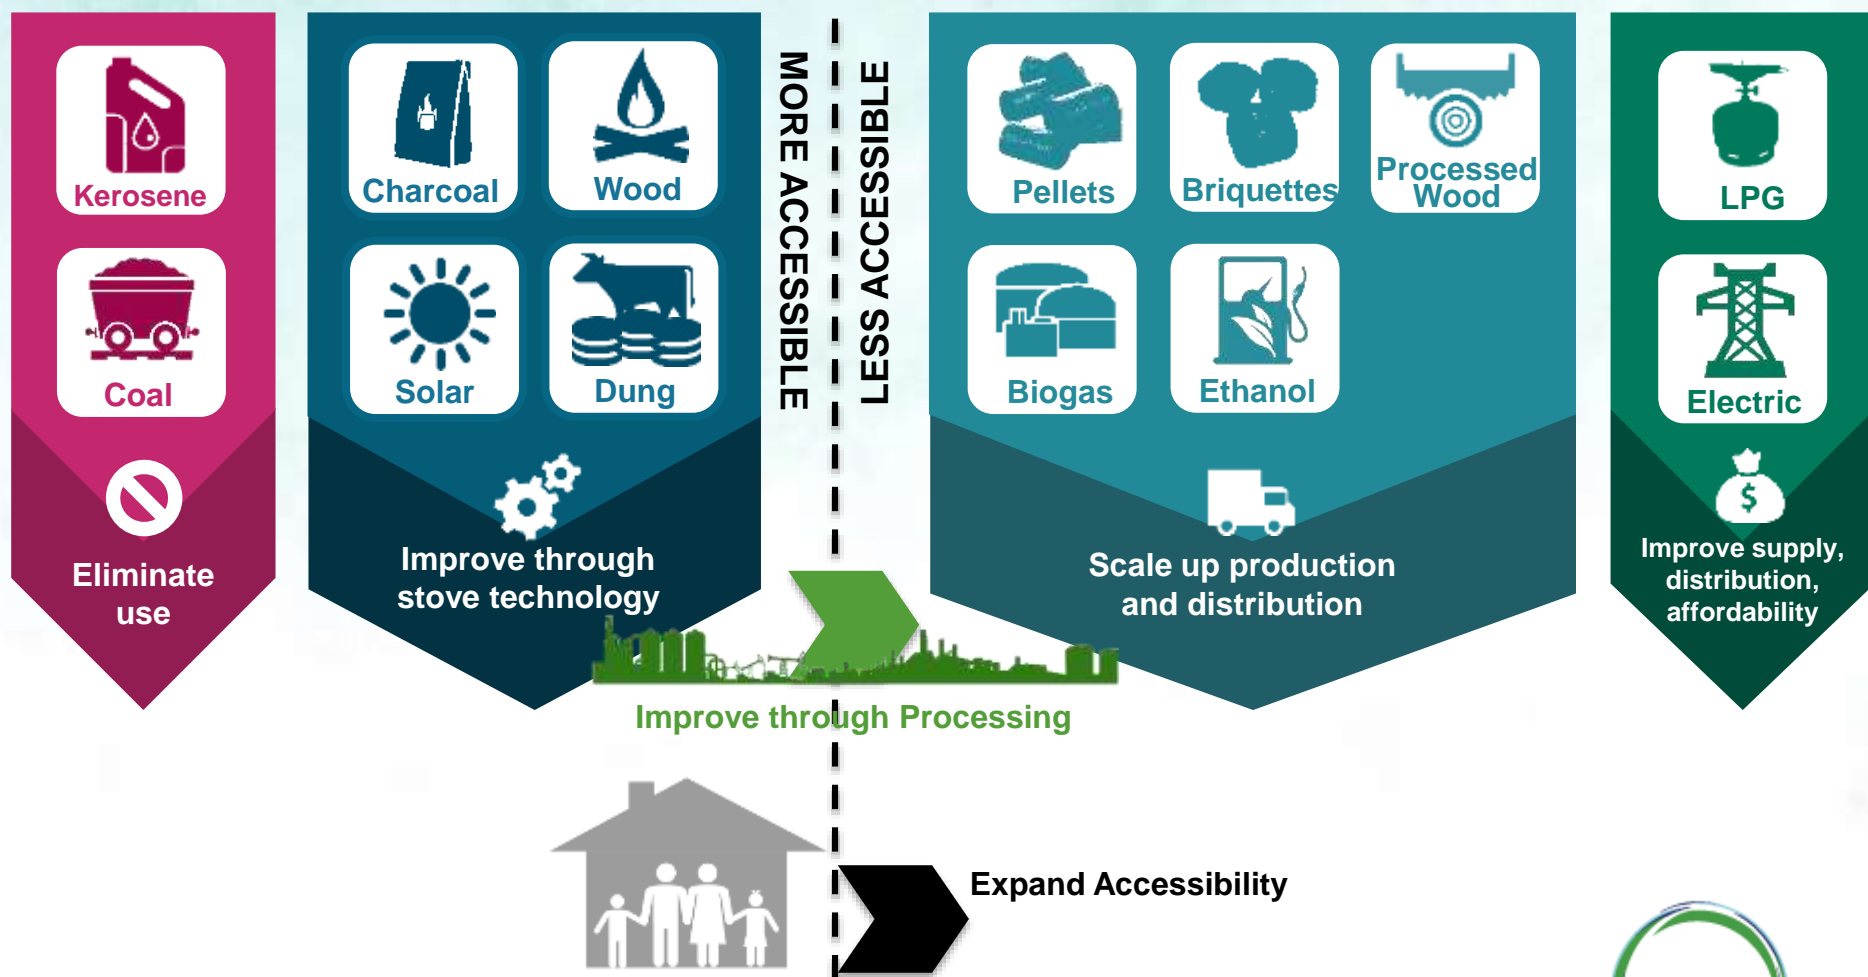 Kerosene
Coal
Eliminate
use
Charcoal
Wood
Solar
Dung
Improve through
stove technology
MORE ACCESSIBLE
LESS ACCESSIBLE
Pellets
Briquettes
Processed
Wood
Biogas
Ethanol
Scale up production
and distribution
LPG
Electric
$
Improve supply,
distribution,
affordability
Improve through Processing
Expand Accessibility